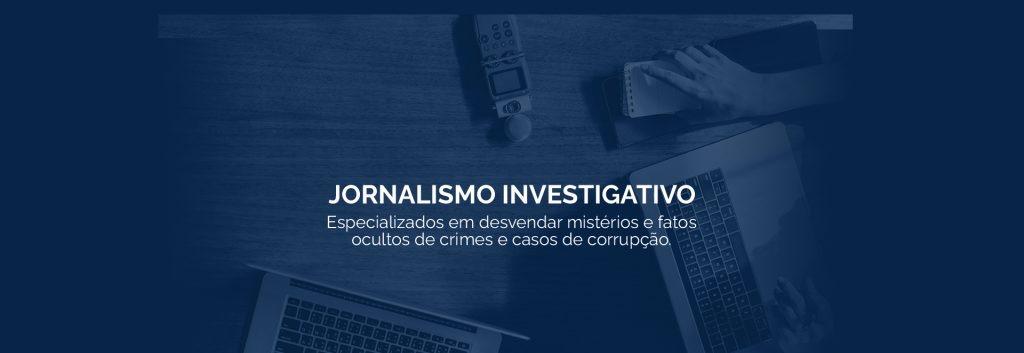 JORNALISMO INVESTIGATIVO
Especializados em desvendar mistérios e fatos
ocultos de crimes e casos de corrupção.